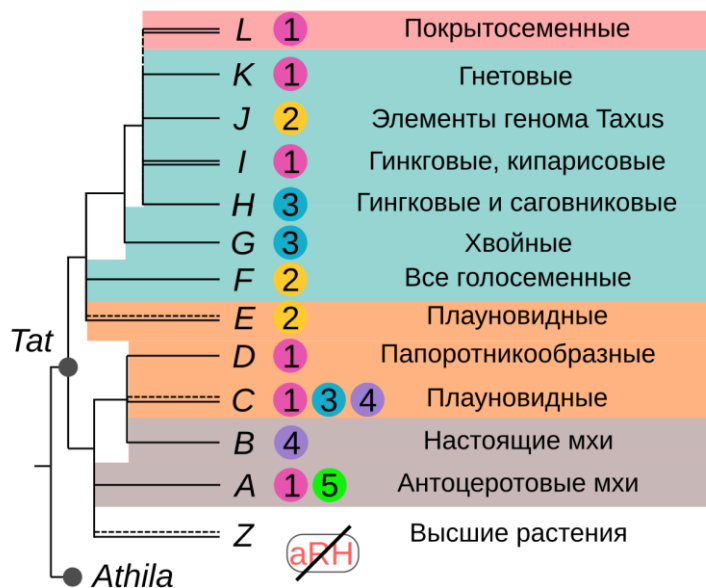 L 1 Покрытосеменные
K 1 Гнетовые
J 2 Элементы генома Taxus
I 1 Гинкговые, кипарисовые
H 3 Гингковые и саговниковые
G 3 Хвойные
F 2 Все голосеменные
E 2 Плауновидные
Tat
D 1 Папоротникообразные
C 1 3 4 Плауновидные
B 4 Настоящие мхи
A 1 5 Антоцеротовые мхи
Z aRH Высшие растения
Athila